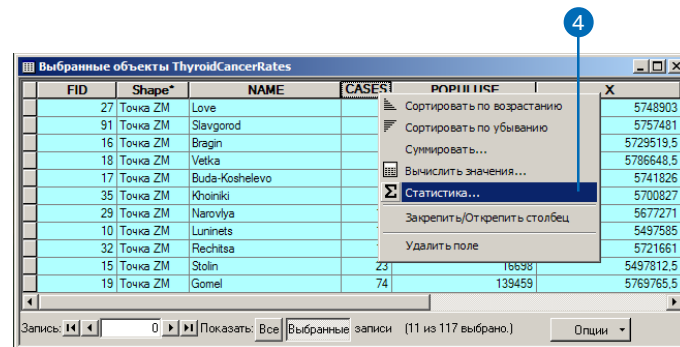 4
Выбранные объекты ThyroidCancerRates
FID Shape* NAME CASES POPULUSE X
27 Точка ZM Love 5748903
91 Точка ZM Slavgorod 5757481
16 Точка ZM Bragin 5729519,5
18 Точка ZM Vetka 5786648,5
17 Точка ZM Buda-Koshelevo 5741826
35 Точка ZM Khoiniki 5700827
29 Точка ZM Narovlya 5677271
10 Точка ZM Luninets 5497585
32 Точка ZM Rechitsa 5721661
15 Точка ZM Stolin 23 16698 5497812,5
19 Точка ZM Gomel 74 139459 5769765,5
Сортировать по возрастанию
Сортировать по убыванию
Суммировать...
Вычислить значения...
Σ Статистика...
Закрепить/Открепить столбец
Удалить поле
Запись: 0 Показать: Все Выбранные записи (11 из 117 выбрано.) Опции